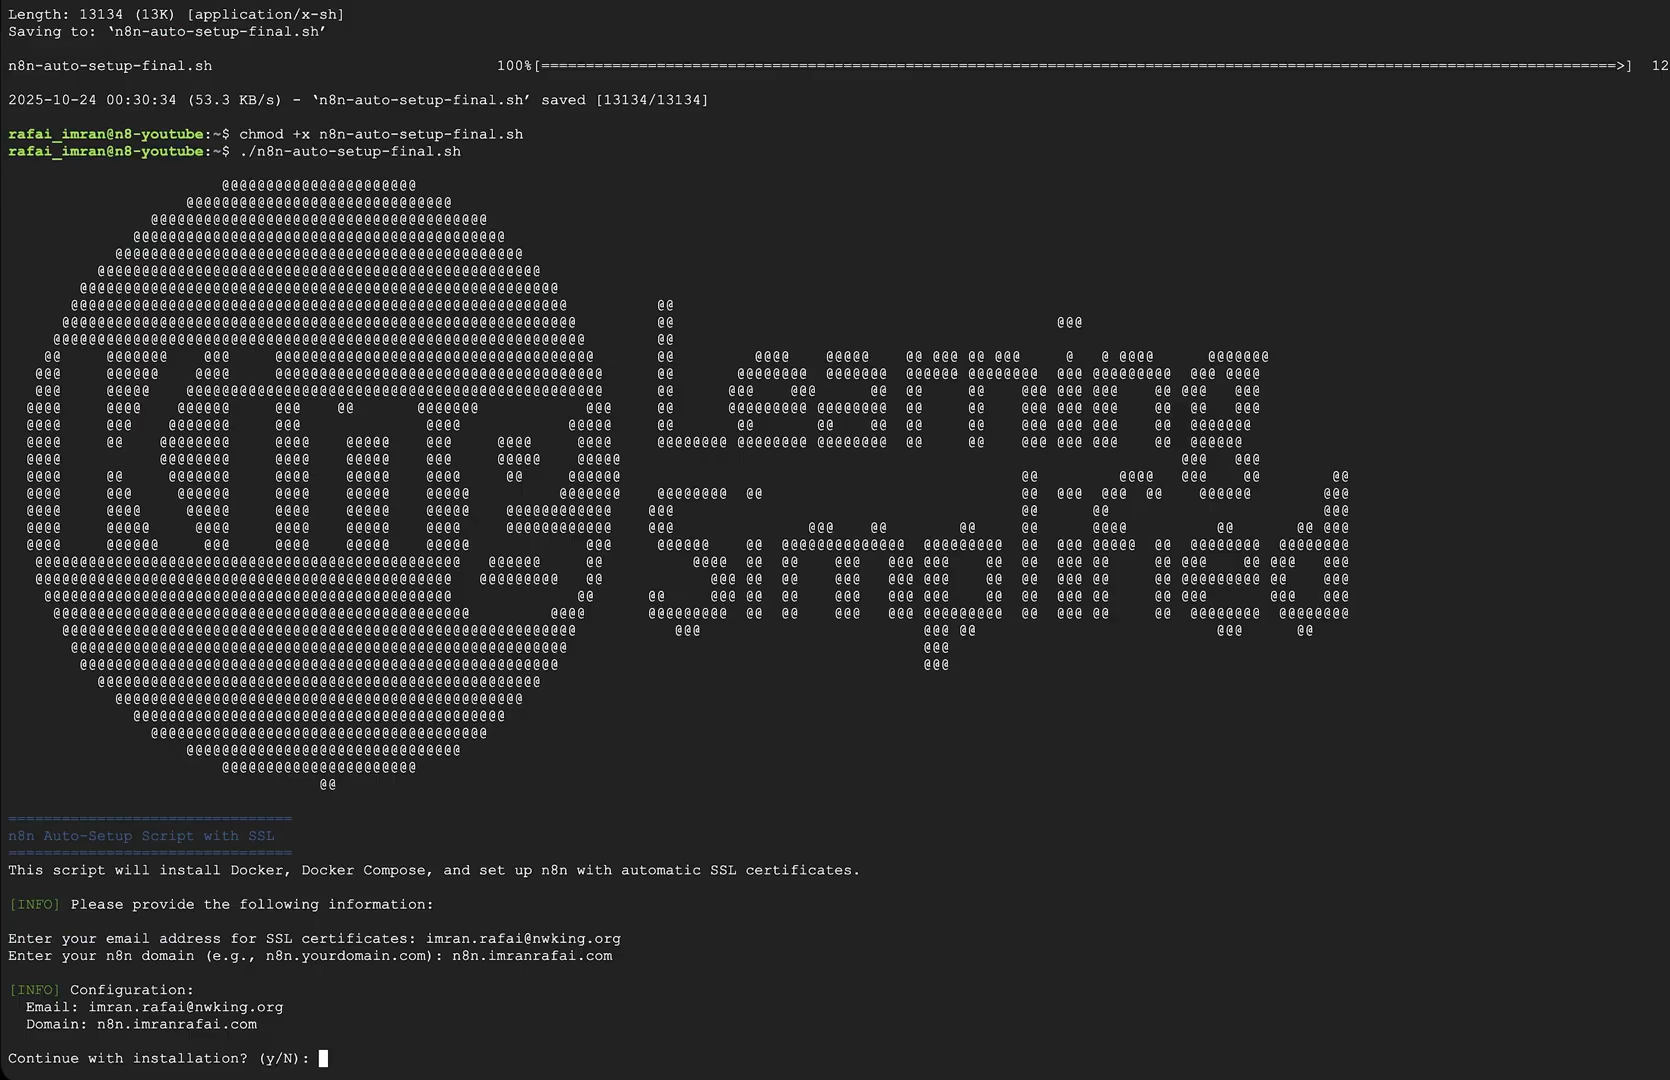 Length: 13134 (13K) [application/x-sh]
Saving to: ‘n8n-auto-setup-final.sh’
n8n-auto-setup-final.sh 100%[=========================================================================================================================>] 12
2025-10-24 00:30:34 (53.3 KB/s) - ‘n8n-auto-setup-final.sh’ saved [13134/13134]
rafai_imran@n8-youtube:~$ chmod +x n8n-auto-setup-final.sh
rafai_imran@n8-youtube:~$ ./n8n-auto-setup-final.sh
King Learning
Simplified
================================
n8n Auto-Setup Script with SSL
================================
This script will install Docker, Docker Compose, and set up n8n with automatic SSL certificates.
[INFO] Please provide the following information:
Enter your email address for SSL certificates: imran.rafai@nwking.org
Enter your n8n domain (e.g., n8n.yourdomain.com): n8n.imranrafai.com
[INFO] Configuration:
Email: imran.rafai@nwking.org
Domain: n8n.imranrafai.com
Continue with installation? (y/N):